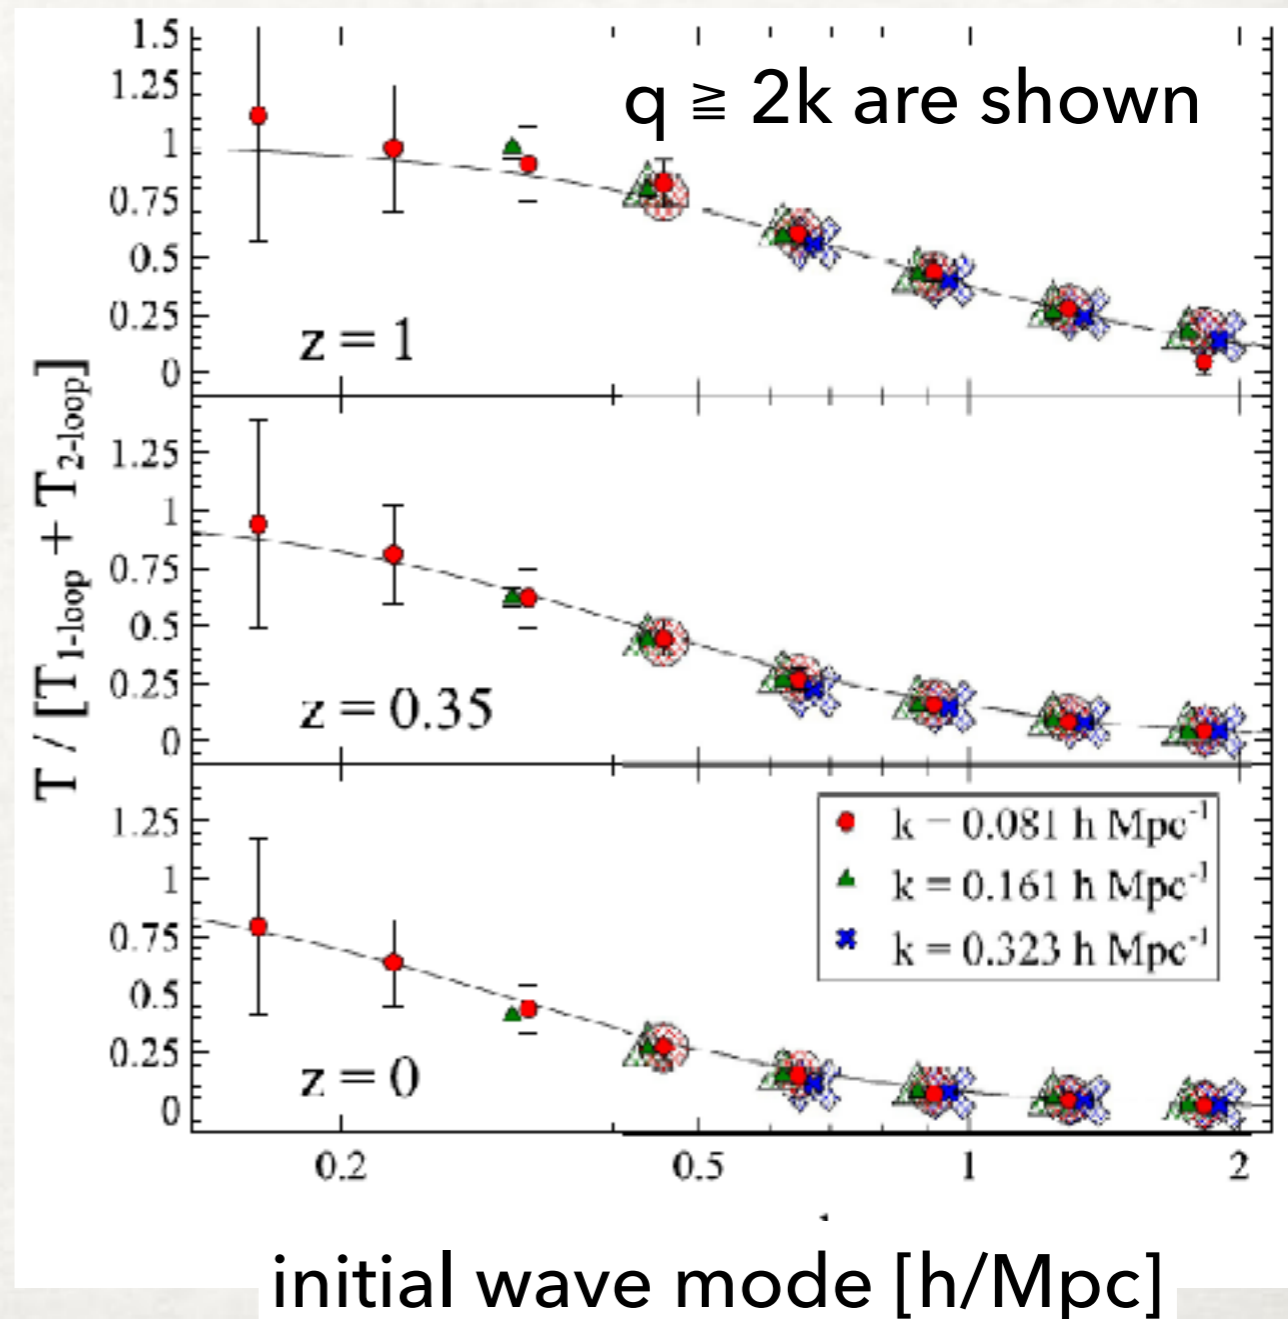 T / [T1-loop + T2-loop]
1.5
1.25
1
0.75
0.5
0.25
0
q ≧ 2k are shown
z = 1
1.25
1
0.75
0.5
0.25
0
z = 0.35
1.25
1
0.75
0.5
0.25
0
z = 0
k = 0.081 h Mpc-1
k = 0.161 h Mpc-1
k = 0.323 h Mpc-1
0.2 0.5 1 2
initial wave mode [h/Mpc]